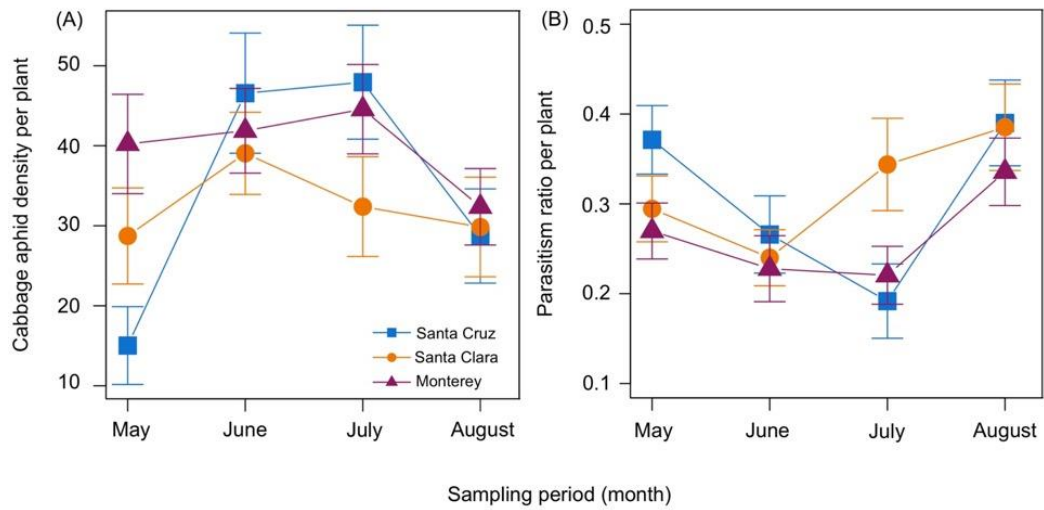 (A)
Cabbage aphid density per plant
50
40
30
20
10
Santa Cruz
Santa Clara
Monterey
May June July August
(B)
Parasitism ratio per plant
0.5
0.4
0.3
0.2
0.1
May June July August
Sampling period (month)